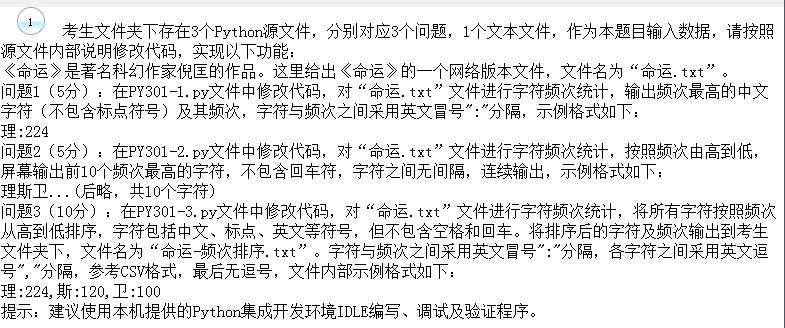 1 考生文件夹下存在3个Python源文件，分别对应3个问题，1个文本文件，作为本题目输入数据，请按照
源文件内部说明修改代码，实现以下功能：
《命运》是著名科幻作家倪匡的作品。这里给出《命运》的一个网络版本文件，文件名为“命运.txt”。
问题1（5分）：在PY301-1.py文件中修改代码，对“命运.txt”文件进行字符频次统计，输出频次最高的中文
字符（不包含标点符号）及其频次，字符与频次之间采用英文冒号":"分隔，示例格式如下：
理:224
问题2（5分）：在PY301-2.py文件中修改代码，对“命运.txt”文件进行字符频次统计，按照频次由高到低，
屏幕输出前10个频次最高的字符，不包含回车符，字符之间无间隔，连续输出，示例格式如下：
理斯卫...(后略，共10个字符)
问题3（10分）：在PY301-3.py文件中修改代码，对“命运.txt”文件进行字符频次统计，将所有字符按照频次
从高到低排序，字符包括中文、标点、英文等符号，但不包含空格和回车。将排序后的字符及频次输出到考生
文件夹下，文件名为“命运-频次排序.txt”。字符与频次之间采用英文冒号":"分隔，各字符之间采用英文逗
号","分隔，参考CSV格式，最后无逗号，文件内部示例格式如下：
理:224,斯:120,卫:100
提示：建议使用本机提供的Python集成开发环境IDLE编写、调试及验证程序。